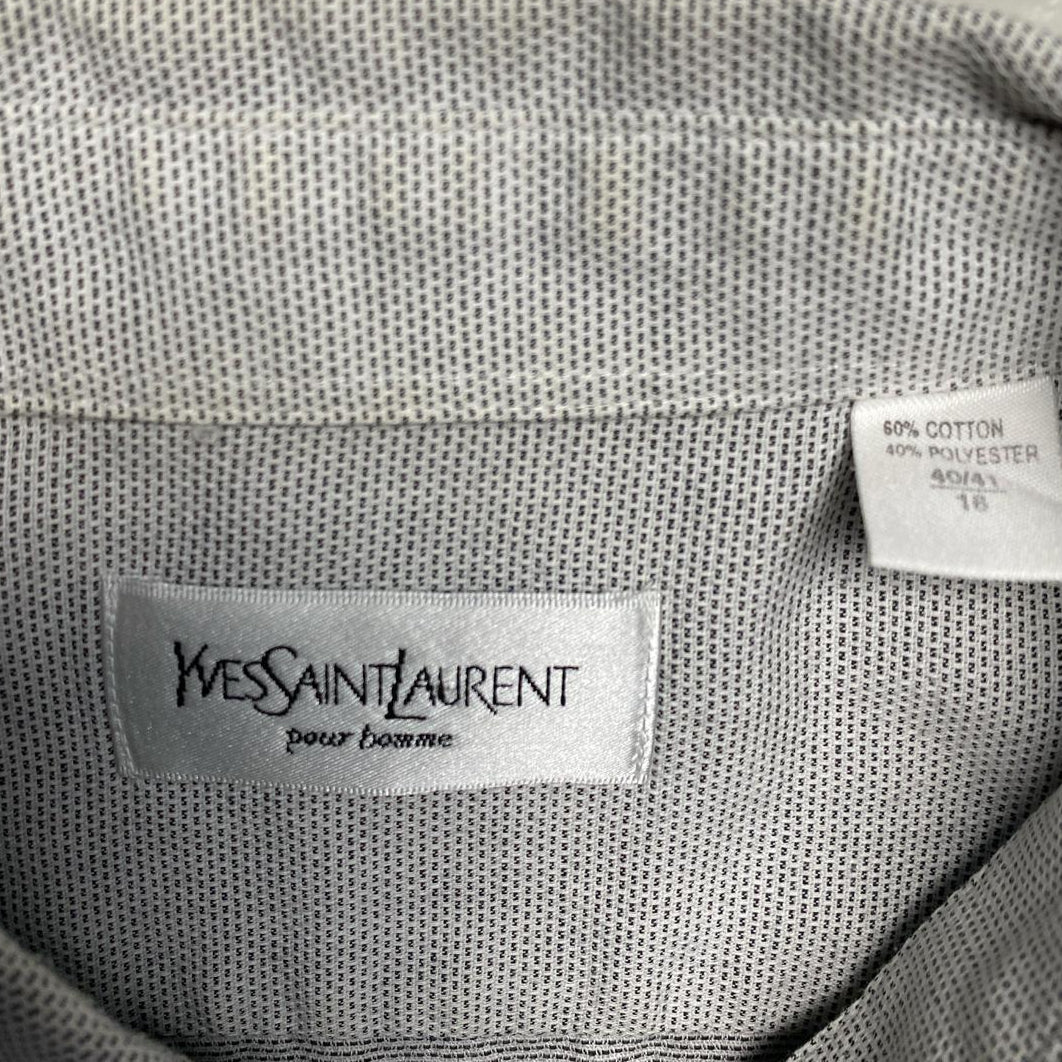 60% COTTON
40% POLYESTER
40/41
16
YVESSAINTLAURENT
pour homme